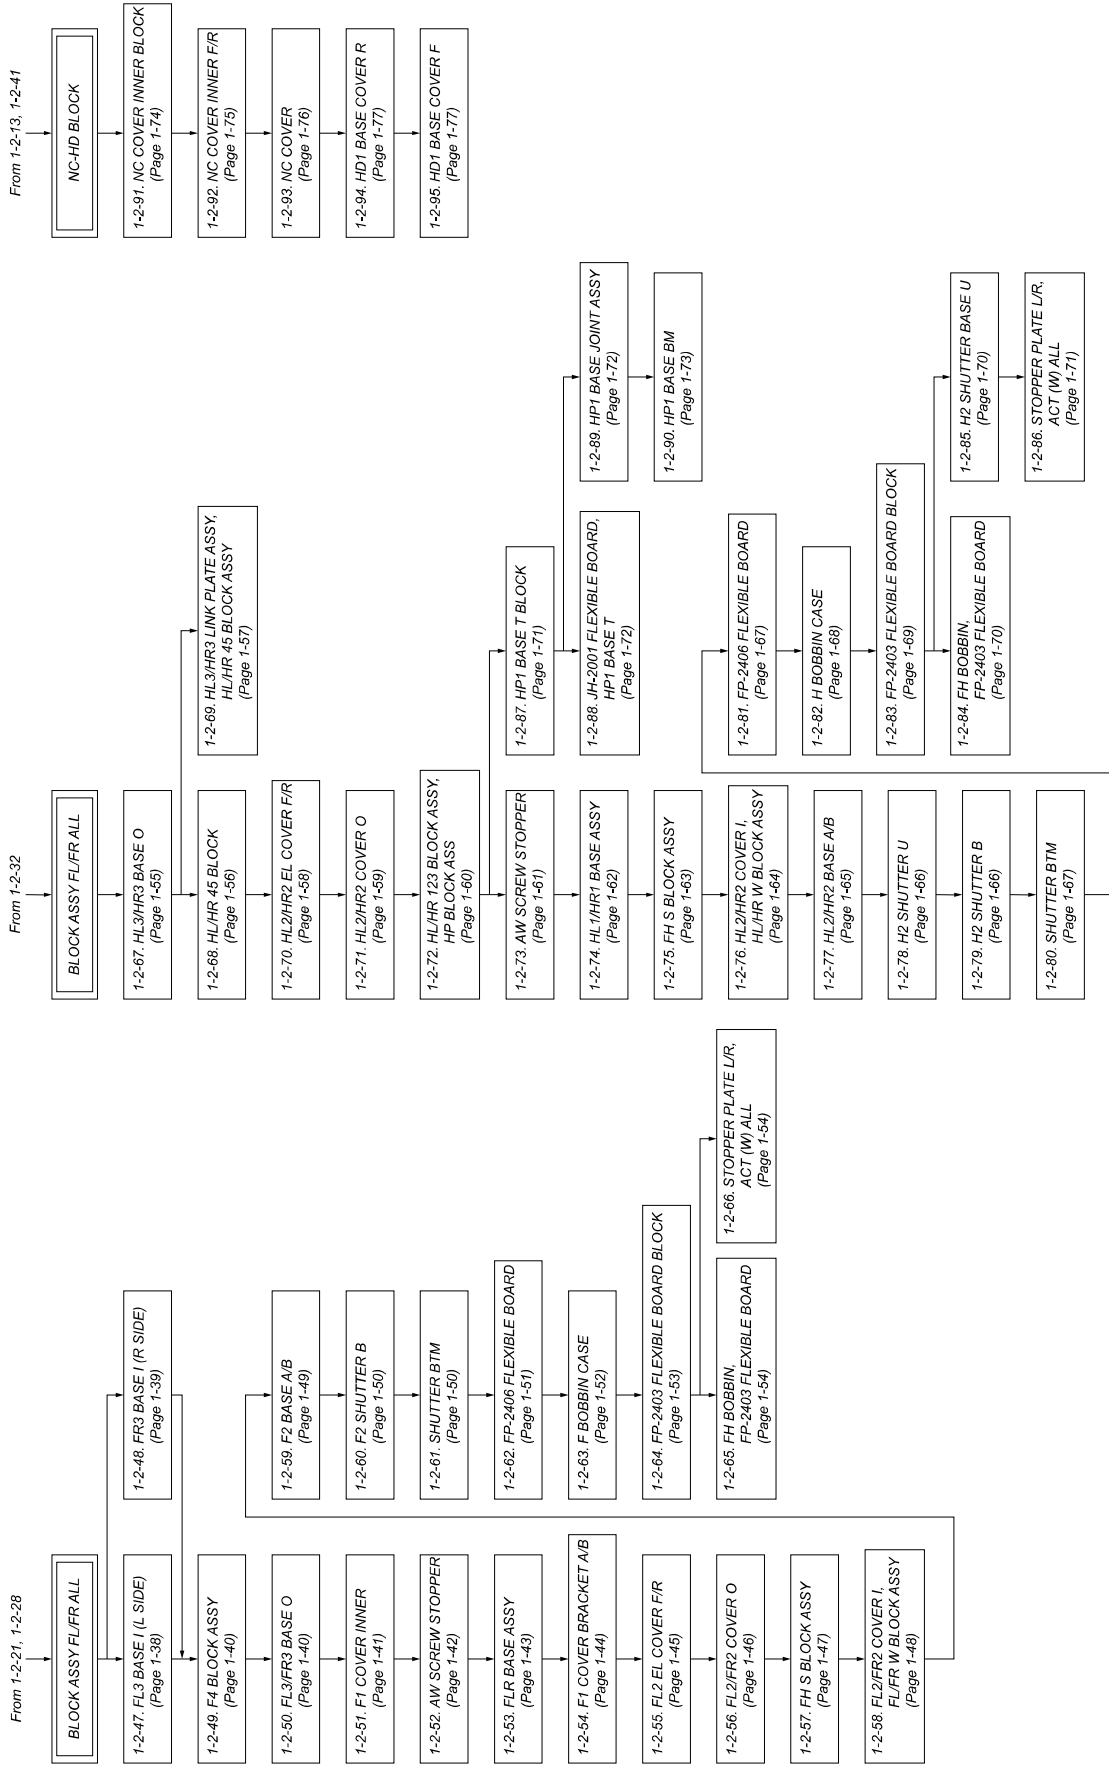 From 1-2-21, 1-2-28
BLOCK ASSY FL/FR ALL
1-2-47. FL3 BASE I (L SIDE)
(Page 1-38)
1-2-48. FR3 BASE I (R SIDE)
(Page 1-39)
1-2-49. F4 BLOCK ASSY
(Page 1-40)
1-2-50. FL3/FR3 BASE O
(Page 1-40)
1-2-51. F1 COVER INNER
(Page 1-41)
1-2-52. AW SCREW STOPPER
(Page 1-42)
1-2-53. FLR BASE ASSY
(Page 1-43)
1-2-54. F1 COVER BRACKET A/B
(Page 1-44)
1-2-55. FL2 EL COVER F/R
(Page 1-45)
1-2-56. FL2/FR2 COVER O
(Page 1-46)
1-2-57. FH S BLOCK ASSY
(Page 1-47)
1-2-58. FL2/FR2 COVER I,
FL/FR W BLOCK ASSY
(Page 1-48)
1-2-59. F2 BASE A/B
(Page 1-49)
1-2-60. F2 SHUTTER B
(Page 1-50)
1-2-61. SHUTTER BTM
(Page 1-50)
1-2-62. FP-2406 FLEXIBLE BOARD
(Page 1-51)
1-2-63. F BOBBIN CASE
(Page 1-52)
1-2-64. FP-2403 FLEXIBLE BOARD BLOCK
(Page 1-53)
1-2-65. FH BOBBIN,
FP-2403 FLEXIBLE BOARD
(Page 1-54)
1-2-66. STOPPER PLATE L/R,
ACT (W) ALL
(Page 1-54)
From 1-2-32
BLOCK ASSY FL/FR ALL
1-2-67. HL3/HR3 BASE O
(Page 1-55)
1-2-68. HL/HR 45 BLOCK
(Page 1-56)
1-2-69. HL3/HR3 LINK PLATE ASSY,
HL/HR 45 BLOCK ASSY
(Page 1-57)
1-2-70. HL2/HR2 EL COVER F/R
(Page 1-58)
1-2-71. HL2/HR2 COVER O
(Page 1-59)
1-2-72. HL/HR 123 BLOCK ASSY,
HP BLOCK ASS
(Page 1-60)
1-2-73. AW SCREW STOPPER
(Page 1-61)
1-2-74. HL1/HR1 BASE ASSY
(Page 1-62)
1-2-75. FH S BLOCK ASSY
(Page 1-63)
1-2-76. HL2/HR2 COVER I,
HL/HR W BLOCK ASSY
(Page 1-64)
1-2-77. HL2/HR2 BASE A/B
(Page 1-65)
1-2-78. H2 SHUTTER U
(Page 1-66)
1-2-79. H2 SHUTTER B
(Page 1-66)
1-2-80. SHUTTER BTM
(Page 1-67)
1-2-81. FP-2406 FLEXIBLE BOARD
(Page 1-67)
1-2-82. H BOBBIN CASE
(Page 1-68)
1-2-83. FP-2403 FLEXIBLE BOARD BLOCK
(Page 1-69)
1-2-84. FH BOBBIN,
FP-2403 FLEXIBLE BOARD
(Page 1-70)
1-2-85. H2 SHUTTER BASE U
(Page 1-70)
1-2-86. STOPPER PLATE L/R,
ACT (W) ALL
(Page 1-71)
1-2-87. HP1 BASE T BLOCK
(Page 1-71)
1-2-88. JH-2001 FLEXIBLE BOARD,
HP1 BASE T
(Page 1-72)
1-2-89. HP1 BASE JOINT ASSY
(Page 1-72)
1-2-90. HP1 BASE BM
(Page 1-73)
From 1-2-13, 1-2-41
NC-HD BLOCK
1-2-91. NC COVER INNER BLOCK
(Page 1-74)
1-2-92. NC COVER INNER F/R
(Page 1-75)
1-2-93. NC COVER
(Page 1-76)
1-2-94. HD1 BASE COVER R
(Page 1-77)
1-2-95. HD1 BASE COVER F
(Page 1-77)